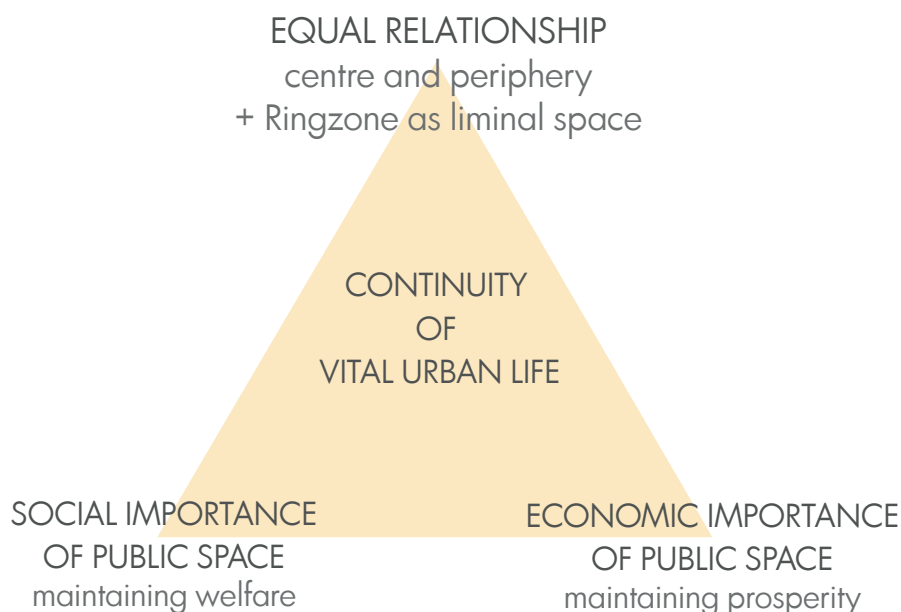 EQUAL RELATIONSHIP
centre and periphery
+ Ringzone as liminal space
CONTINUITY
OF
VITAL URBAN LIFE
SOCIAL IMPORTANCE
OF PUBLIC SPACE
maintaining welfare
ECONOMIC IMPORTANCE
OF PUBLIC SPACE
maintaining prosperity